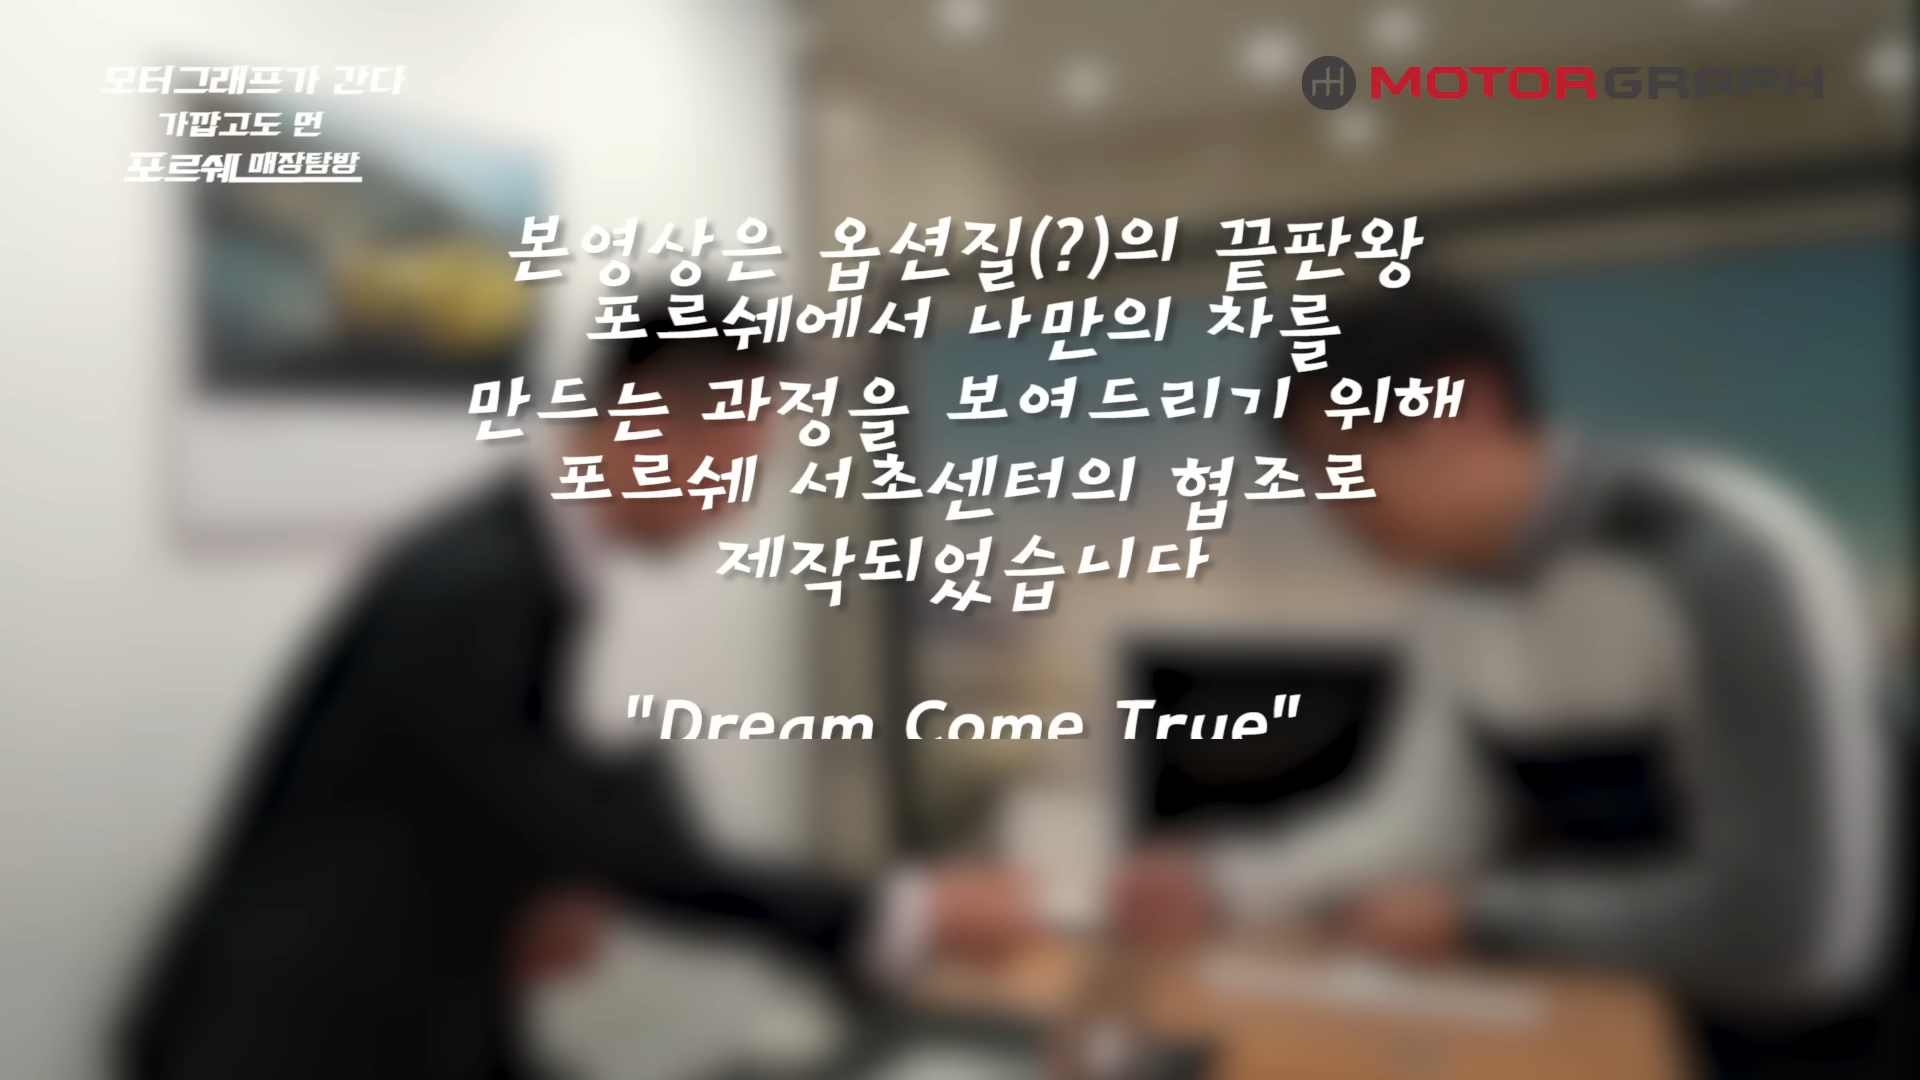 모터그래프가 간다
가깝고도 먼
포르쉐 매장탐방
MOTORGRAPH
본영상은 옵션질(?)의 끝판왕
포르쉐에서 나만의 차를
만드는 과정을 보여드리기 위해
포르쉐 서초센터의 협조로
제작되었습니다
"Dream Come True"